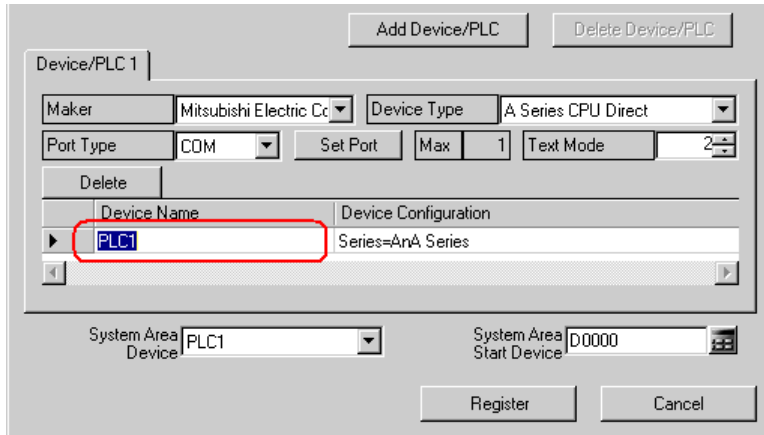 Add Device/PLC Delete Device/PLC
Device/PLC 1
Maker Mitsubishi Electric Co Device Type A Series CPU Direct
Port Type COM Set Port Max 1 Text Mode 2
Delete
Device Name Device Configuration
PLC1 Series=AnA Series
System Area Device PLC1 System Area Start Device D0000
Register Cancel